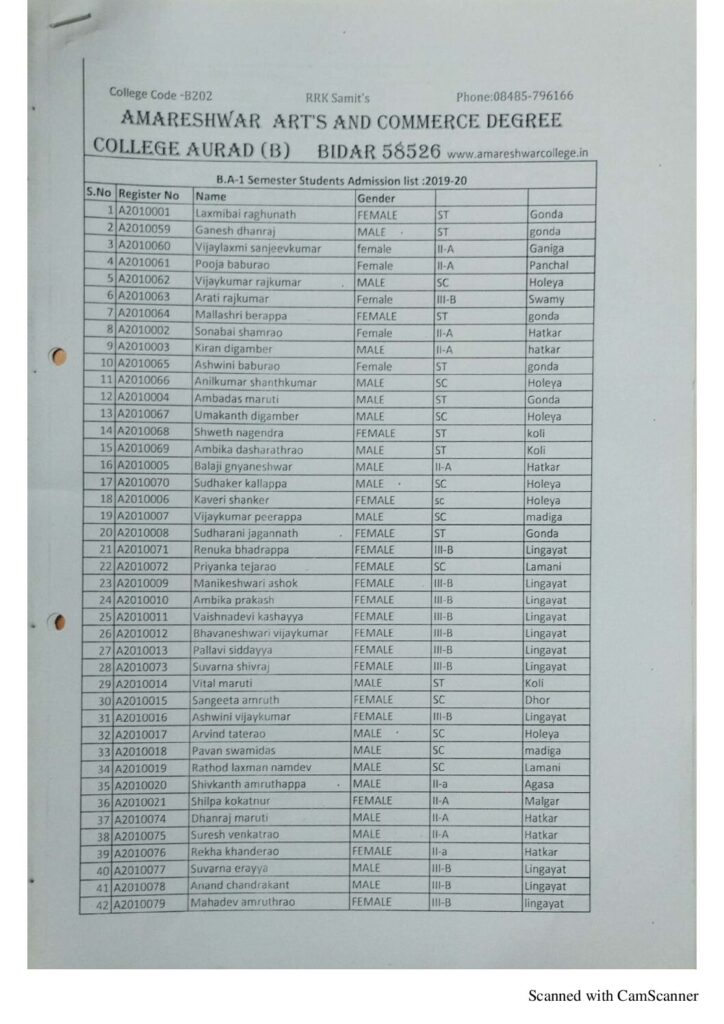 College Code -B202 RRK Samit's Phone:08485-796166
AMARESHWAR ART'S AND COMMERCE DEGREE
COLLEGE AURAD (B) BIDAR 58526 www.amareshwarcollege.in
B.A-1 Semester Students Admission list :2019-20
S.No Register No Name Gender
1 A2010001 Laxmibai raghunath FEMALE ST Gonda
2 A2010059 Ganesh dhanraj MALE ST gonda
3 A2010060 Vijaylaxmi sanjeevkumar female II-A Ganiga
4 A2010061 Pooja baburao Female II-A Panchal
5 A2010062 Vijaykumar rajkumar MALE SC Holeya
6 A2010063 Arati rajkumar Female III-B Swamy
7 A2010064 Mallashri berappa FEMALE ST gonda
8 A2010002 Sonabai shamrao Female II-A Hatkar
9 A2010003 Kiran digamber MALE II-A hatkar
10 A2010065 Ashwini baburao Female ST gonda
11 A2010066 Anilkumar shanthkumar MALE SC Holeya
12 A2010004 Ambadas maruti MALE ST Gonda
13 A2010067 Umakanth digamber MALE SC Holeya
14 A2010068 Shweth nagendra FEMALE ST koli
15 A2010069 Ambika dasharathrao MALE ST Koli
16 A2010005 Balaji gnyaneshwar MALE II-A Hatkar
17 A2010070 Sudhaker kallappa MALE SC Holeya
18 A2010006 Kaveri shanker FEMALE sc Holeya
19 A2010007 Vijaykumar peerappa MALE SC madiga
20 A2010008 Sudharani jagannath FEMALE ST Gonda
21 A2010071 Renuka bhadrappa FEMALE III-B Lingayat
22 A2010072 Priyanka tejarao FEMALE SC Lamani
23 A2010009 Manikeshwari ashok FEMALE III-B Lingayat
24 A2010010 Ambika prakash FEMALE III-B Lingayat
25 A2010011 Vaishnadevi kashayya FEMALE III-B Lingayat
26 A2010012 Bhavaneshwari vijaykumar FEMALE III-B Lingayat
27 A2010013 Pallavi siddayya FEMALE III-B Lingayat
28 A2010073 Suvarna shivraj FEMALE III-B Lingayat
29 A2010014 Vital maruti MALE ST Koli
30 A2010015 Sangeeta amruth FEMALE SC Dhor
31 A2010016 Ashwini vijaykumar FEMALE III-B Lingayat
32 A2010017 Arvind taterao MALE SC Holeya
33 A2010018 Pavan swamidas MALE SC madiga
34 A2010019 Rathod laxman namdev MALE SC Lamani
35 A2010020 Shivkanth amruthappa MALE II-a Agasa
36 A2010021 Shilpa kokatnur FEMALE II-A Malgar
37 A2010074 Dhanraj maruti MALE II-A Hatkar
38 A2010075 Suresh venkatrao MALE II-A Hatkar
39 A2010076 Rekha khanderao FEMALE II-a Hatkar
40 A2010077 Suvarna erayya MALE III-B Lingayat
41 A2010078 Anand chandrakant MALE III-B Lingayat
42 A2010079 Mahadev amruthrao FEMALE III-B lingayat
Scanned with CamScanner